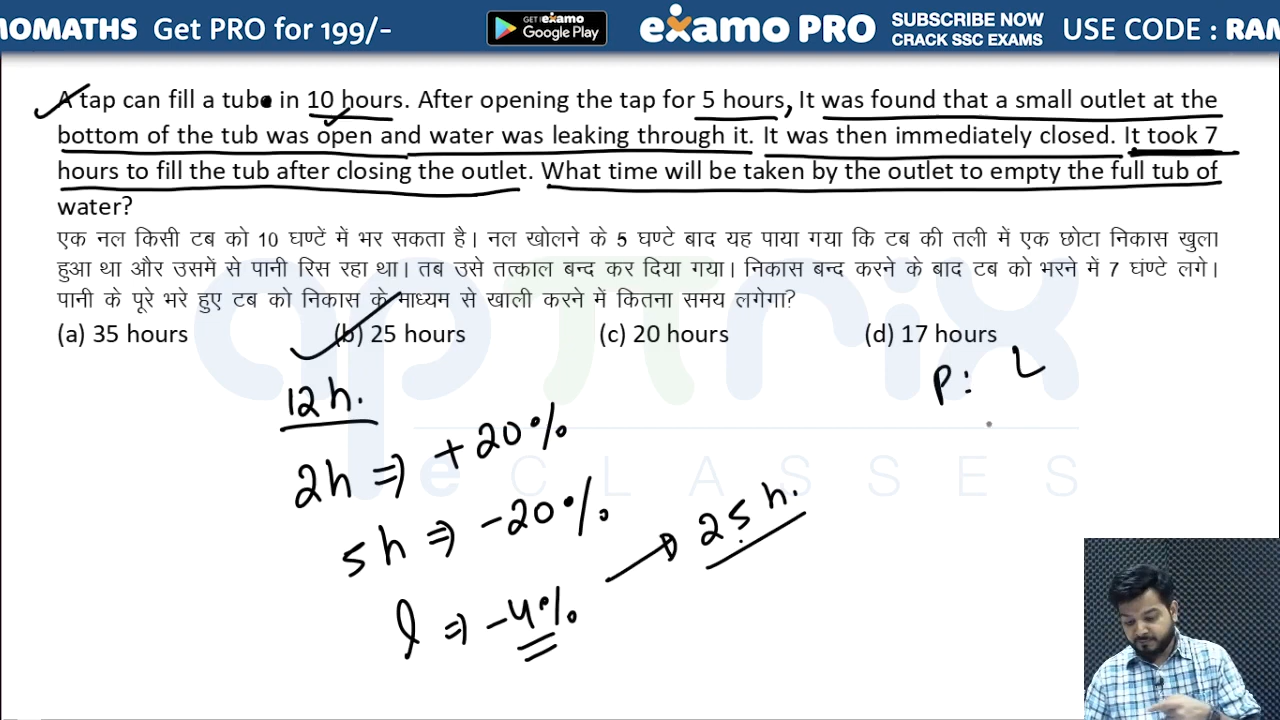 OMATHS Get PRO for 199/-
GET IT ON examo
Google Play
examo PRO
SUBSCRIBE NOW
CRACK SSC EXAMS
USE CODE : RAM
A tap can fill a tube in 10 hours. After opening the tap for 5 hours, It was found that a small outlet at the
bottom of the tub was open and water was leaking through it. It was then immediately closed. It took 7
hours to fill the tub after closing the outlet. What time will be taken by the outlet to empty the full tub of
water?
एक नल किसी टब को 10 घण्टें में भर सकता है। नल खोलने के 5 घण्टे बाद यह पाया गया कि टब की तली में एक छोटा निकास खुला
हुआ था और उसमें से पानी रिस रहा था। तब उसे तत्काल बन्द कर दिया गया। निकास बन्द करने के बाद टब को भरने में 7 घंण्टे लगे।
पानी के पूरे भरे हुए टब को निकास के माध्यम से खाली करने में कितना समय लगेगा?
(a) 35 hours (b) 25 hours (c) 20 hours (d) 17 hours
12 h.
P: L
2h ⇒ +20%
5h ⇒ -20%
l ⇒ -4% → 25 h.
aptitrix
e CLASSES